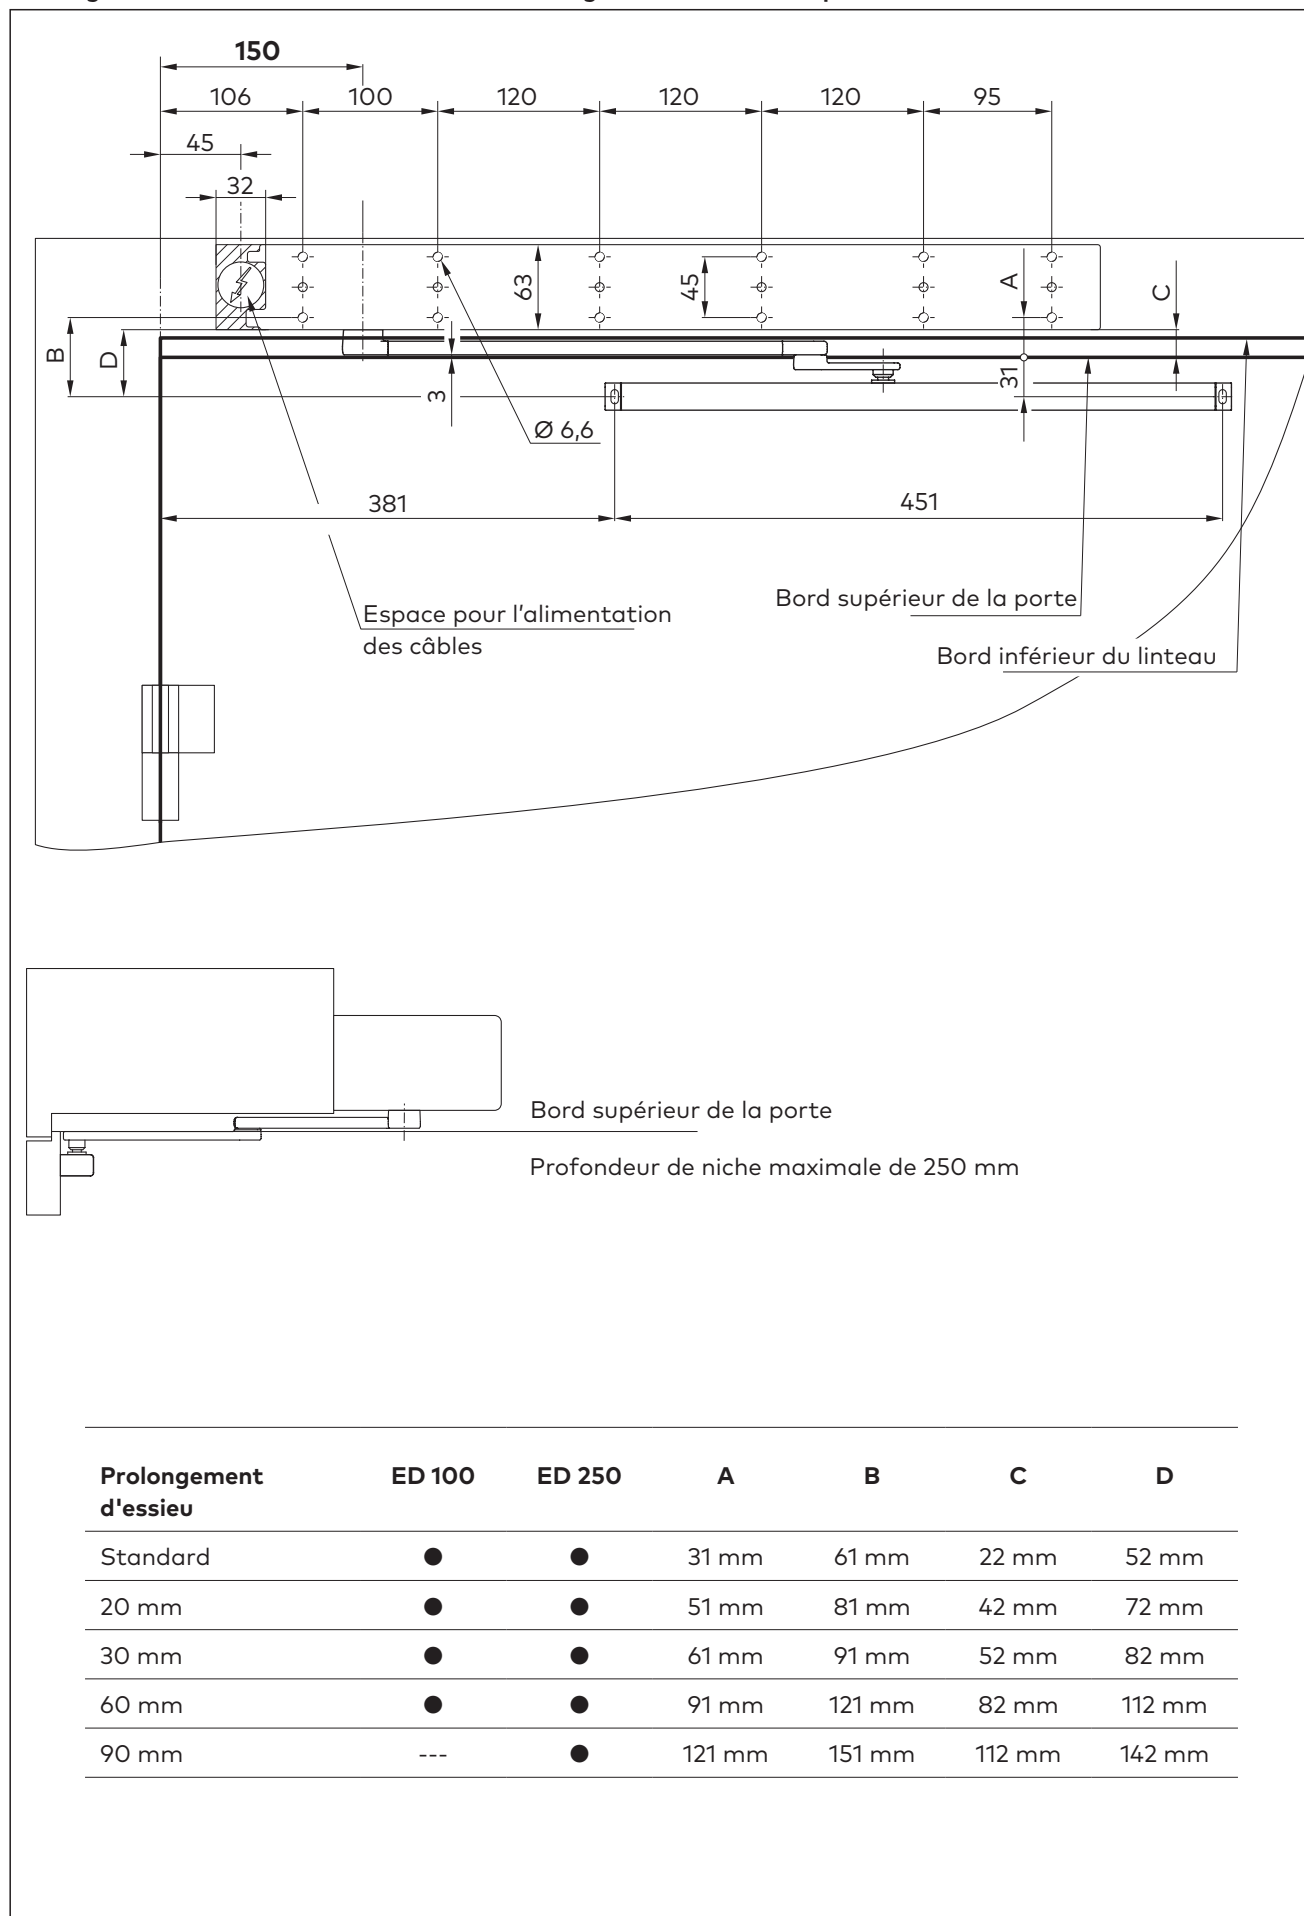 150
106 100 120 120 120 95
45
32
63 45 A C
B D
3 31
Ø 6,6
381 451
Espace pour l'alimentation
des câbles
Bord supérieur de la porte
Bord inférieur du linteau
Bord supérieur de la porte
Profondeur de niche maximale de 250 mm
Prolongement ED 100 ED 250 A B C D
d'essieu
Standard ● ● 31 mm 61 mm 22 mm 52 mm
20 mm ● ● 51 mm 81 mm 42 mm 72 mm
30 mm ● ● 61 mm 91 mm 52 mm 82 mm
60 mm ● ● 91 mm 121 mm 82 mm 112 mm
90 mm --- ● 121 mm 151 mm 112 mm 142 mm